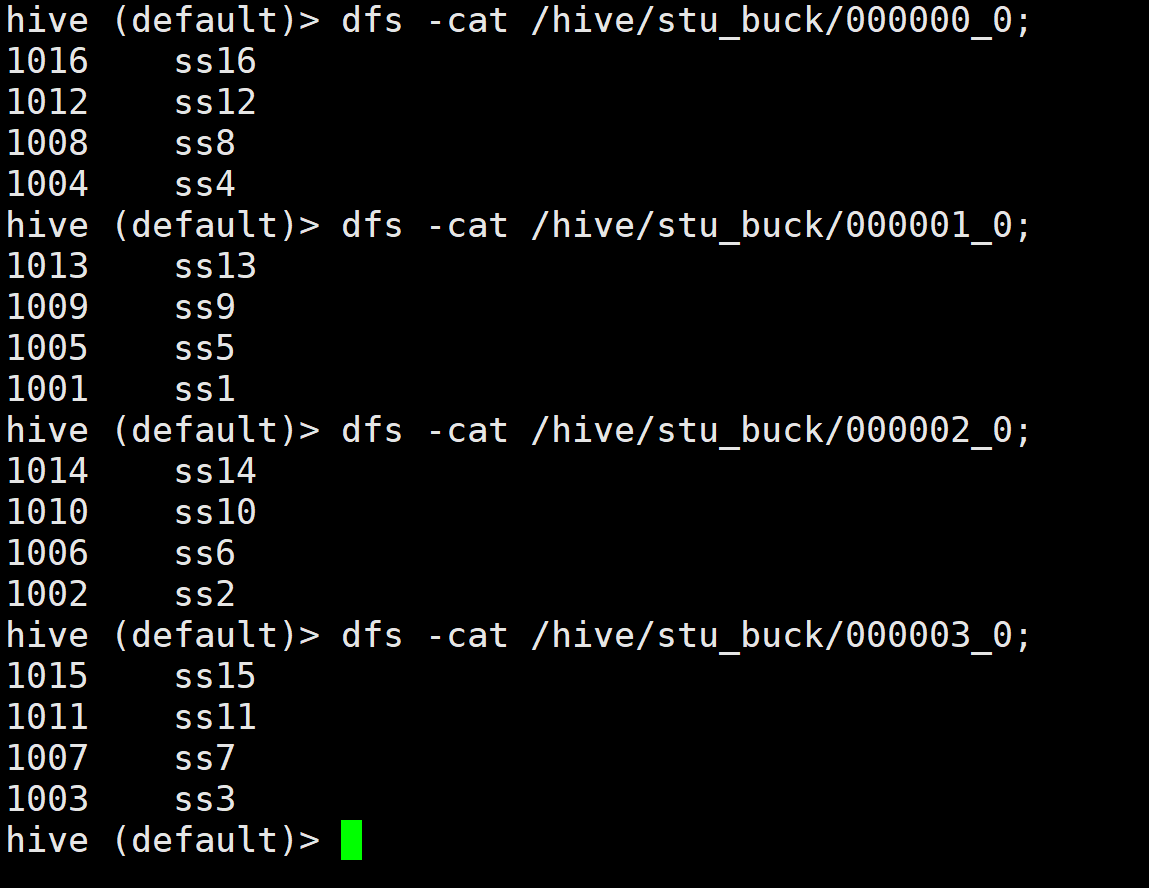 hive (default)> dfs -cat /hive/stu_buck/000000_0;
1016    ss16
1012    ss12
1008    ss8
1004    ss4
hive (default)> dfs -cat /hive/stu_buck/000001_0;
1013    ss13
1009    ss9
1005    ss5
1001    ss1
hive (default)> dfs -cat /hive/stu_buck/000002_0;
1014    ss14
1010    ss10
1006    ss6
1002    ss2
hive (default)> dfs -cat /hive/stu_buck/000003_0;
1015    ss15
1011    ss11
1007    ss7
1003    ss3
hive (default)>